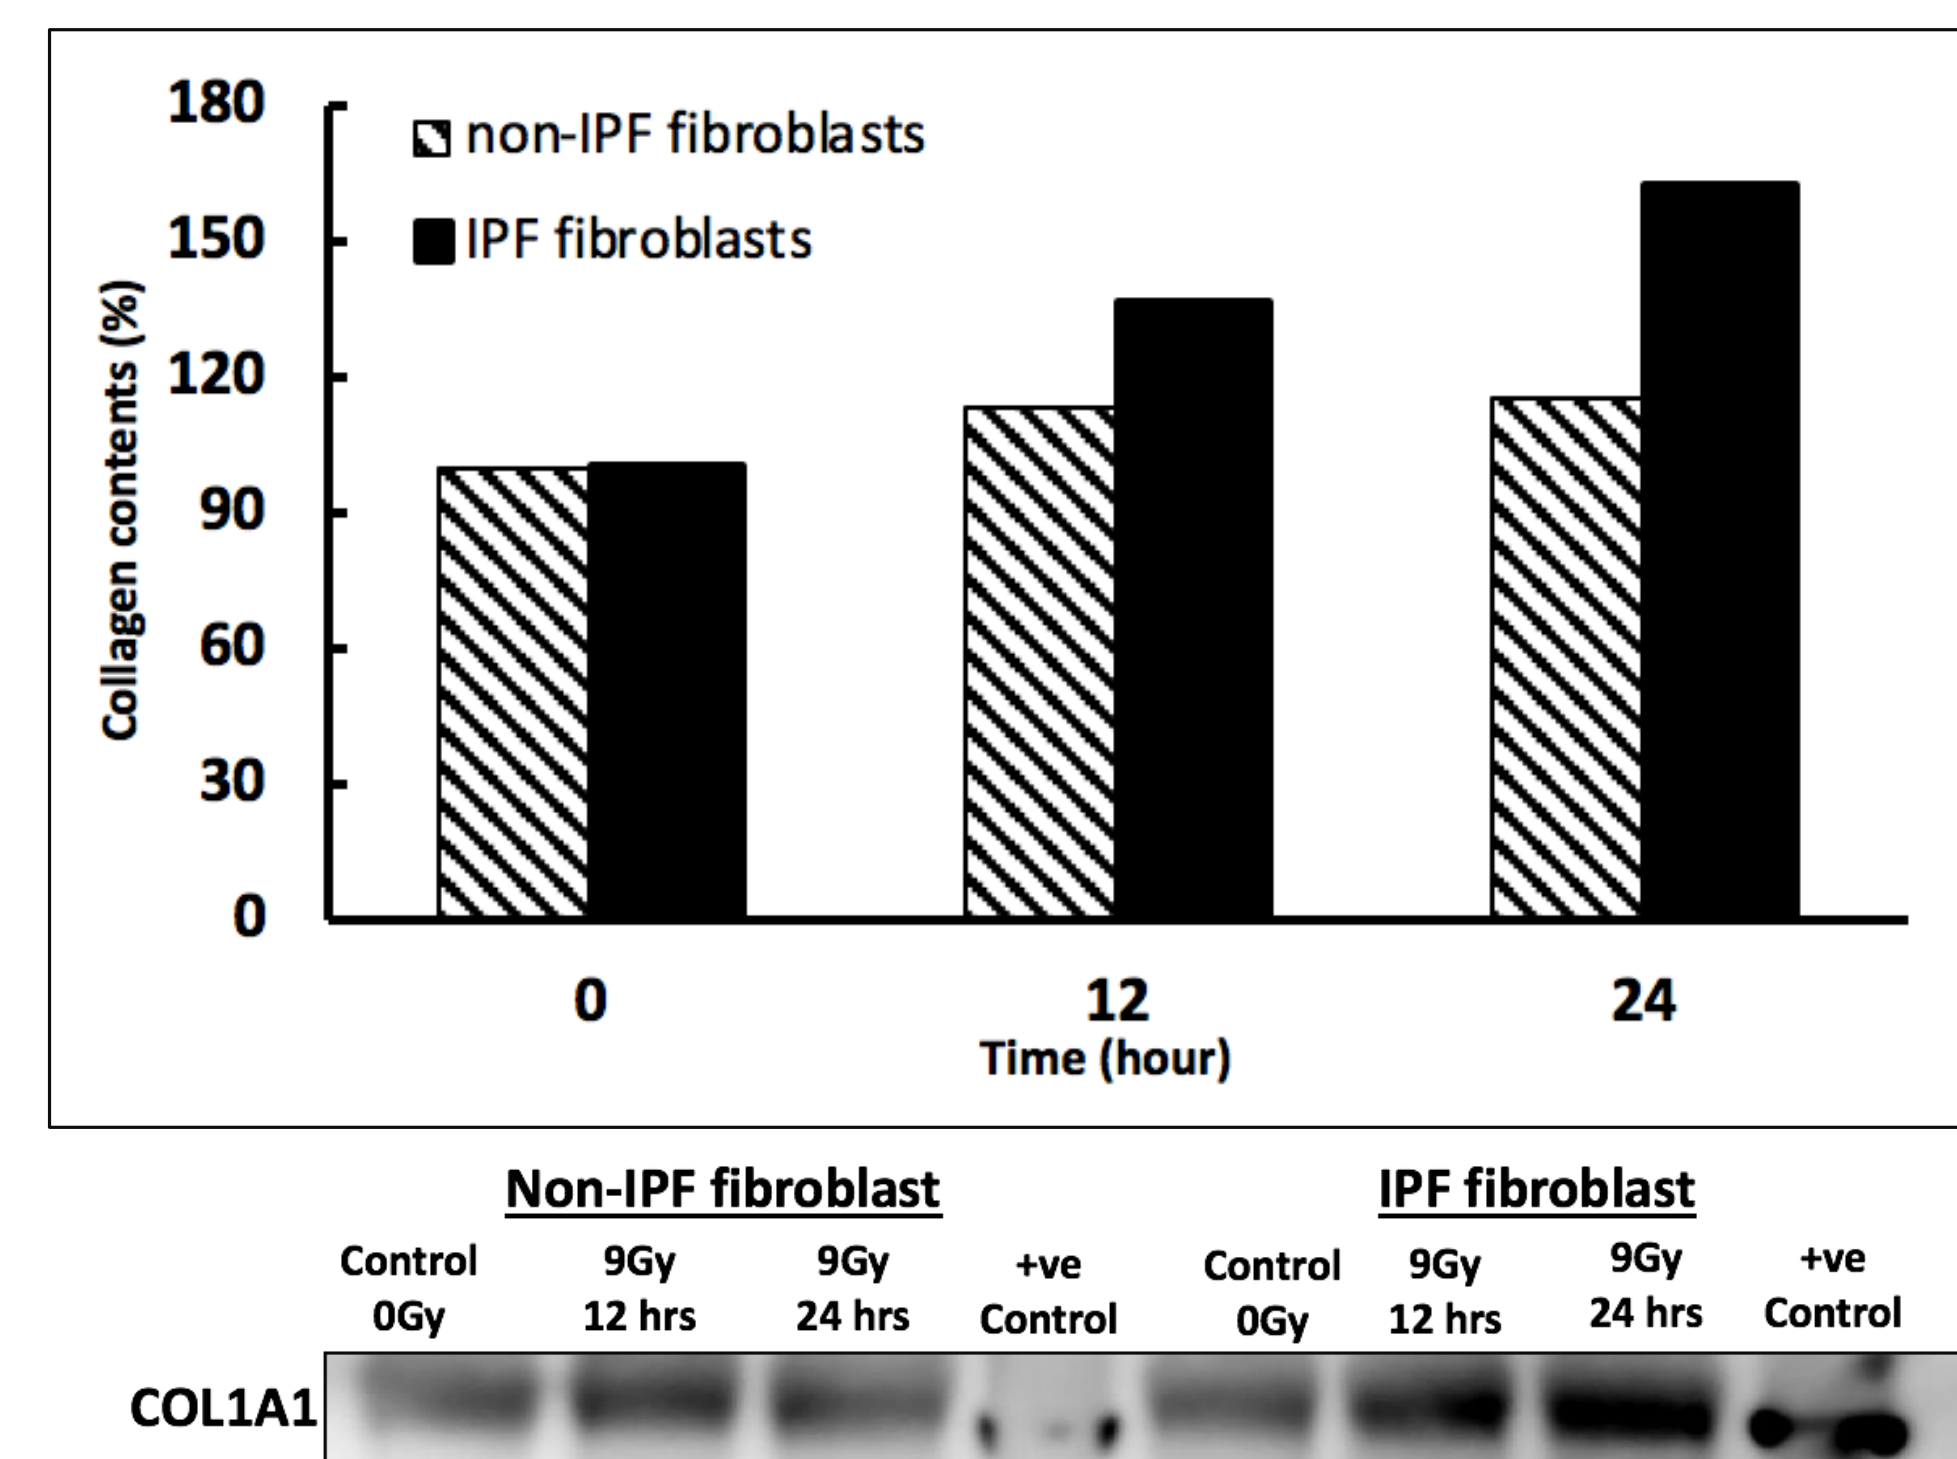 180
150
120
90
60
30
0
Collagen contents (%)
non-IPF fibroblasts
IPF fibroblasts
0 12 24
Time (hour)
Non-IPF fibroblast IPF fibroblast
Control 9Gy 9Gy +ve Control 9Gy 9Gy +ve
0Gy 12 hrs 24 hrs Control 0Gy 12 hrs 24 hrs Control
COL1A1